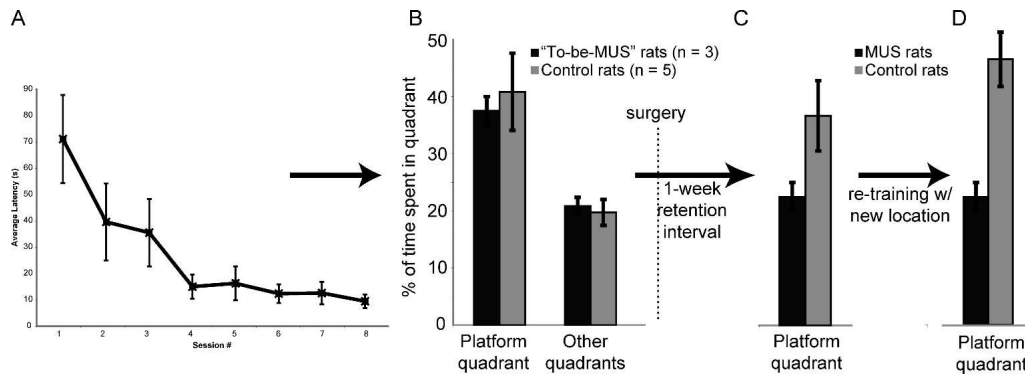 A
Average Latency (s)
90
80
70
60
50
40
30
20
10
0
1 2 3 4 5 6 7 8
Session #
B
% of time spent in quadrant
50
40
30
20
10
0
"To-be-MUS" rats (n = 3)
Control rats (n = 5)
Platform
quadrant
Other
quadrants
surgery
1-week
retention
interval
C
Platform
quadrant
re-training w/
new location
D
MUS rats
Control rats
Platform
quadrant